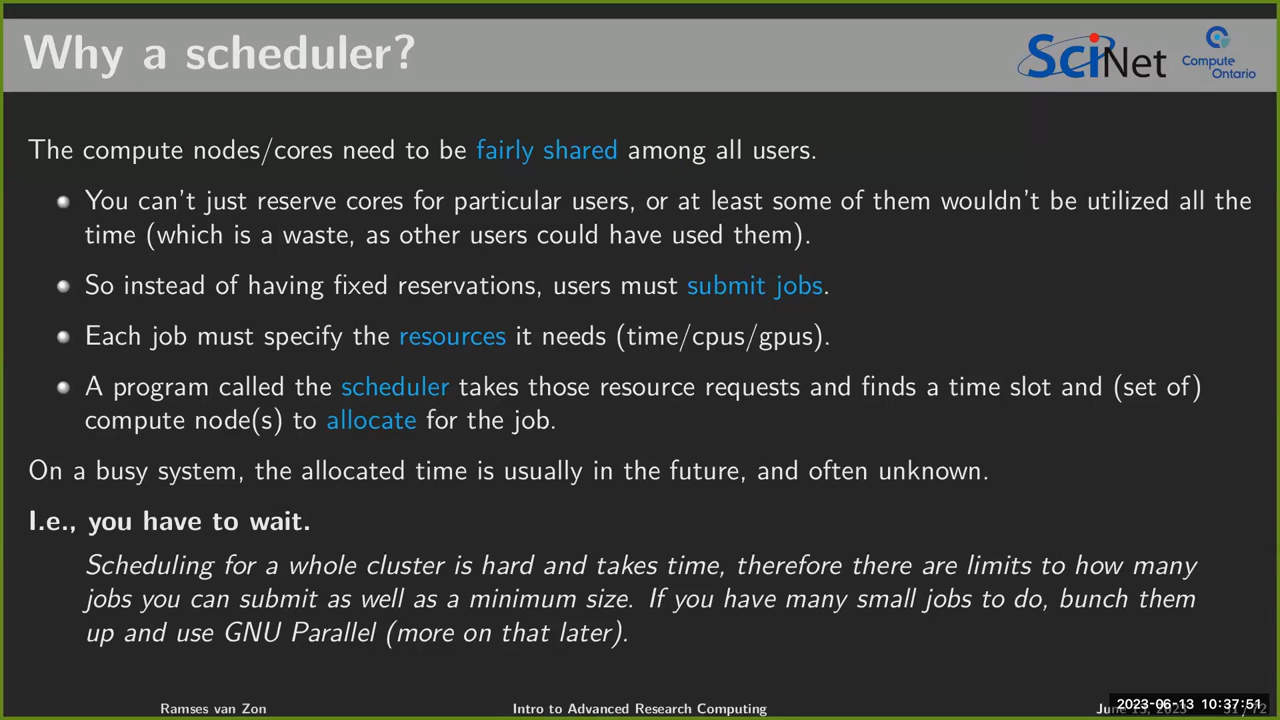 Why a scheduler?
SciNet
Compute
Ontario
The compute nodes/cores need to be fairly shared among all users.
You can't just reserve cores for particular users, or at least some of them wouldn't be utilized all the
time (which is a waste, as other users could have used them).
So instead of having fixed reservations, users must submit jobs.
Each job must specify the resources it needs (time/cpus/gpus).
A program called the scheduler takes those resource requests and finds a time slot and (set of)
compute node(s) to allocate for the job.
On a busy system, the allocated time is usually in the future, and often unknown.
I.e., you have to wait.
Scheduling for a whole cluster is hard and takes time, therefore there are limits to how many
jobs you can submit as well as a minimum size. If you have many small jobs to do, bunch them
up and use GNU Parallel (more on that later).
Ramses van Zon
Intro to Advanced Research Computing
2023-06-13 10:37:51